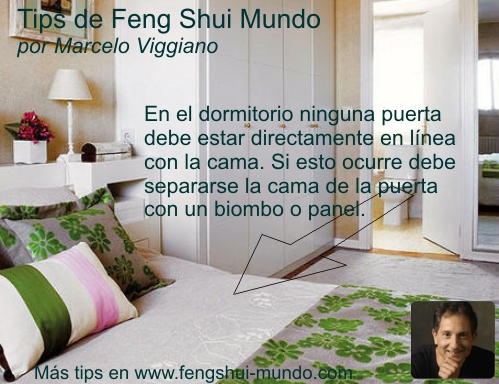 Tips de Feng Shui Mundo
por Marcelo Viggiano
En el dormitorio ninguna puerta
debe estar directamente en línea
con la cama. Si esto ocurre debe
separarse la cama de la puerta
con un biombo o panel.
Más tips en www.fengshui-mundo.com